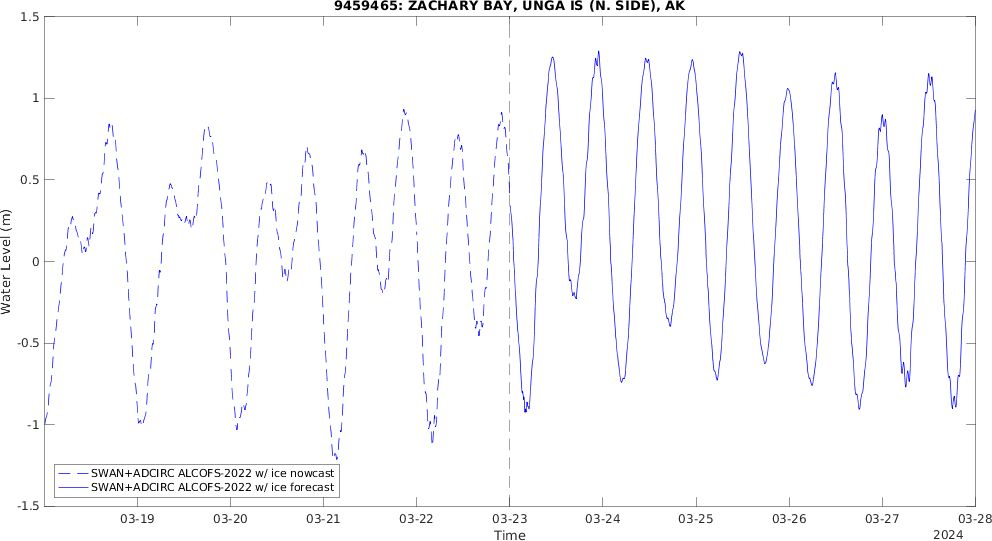 9459465: ZACHARY BAY, UNGA IS (N. SIDE), AK
1.5
1
0.5
0
-0.5
-1
-1.5
Water Level (m)
SWAN+ADCIRC ALCOFS-2022 w/ ice nowcast
SWAN+ADCIRC ALCOFS-2022 w/ ice forecast
03-19 03-20 03-21 03-22 03-23 03-24 03-25 03-26 03-27 03-28
Time
2024